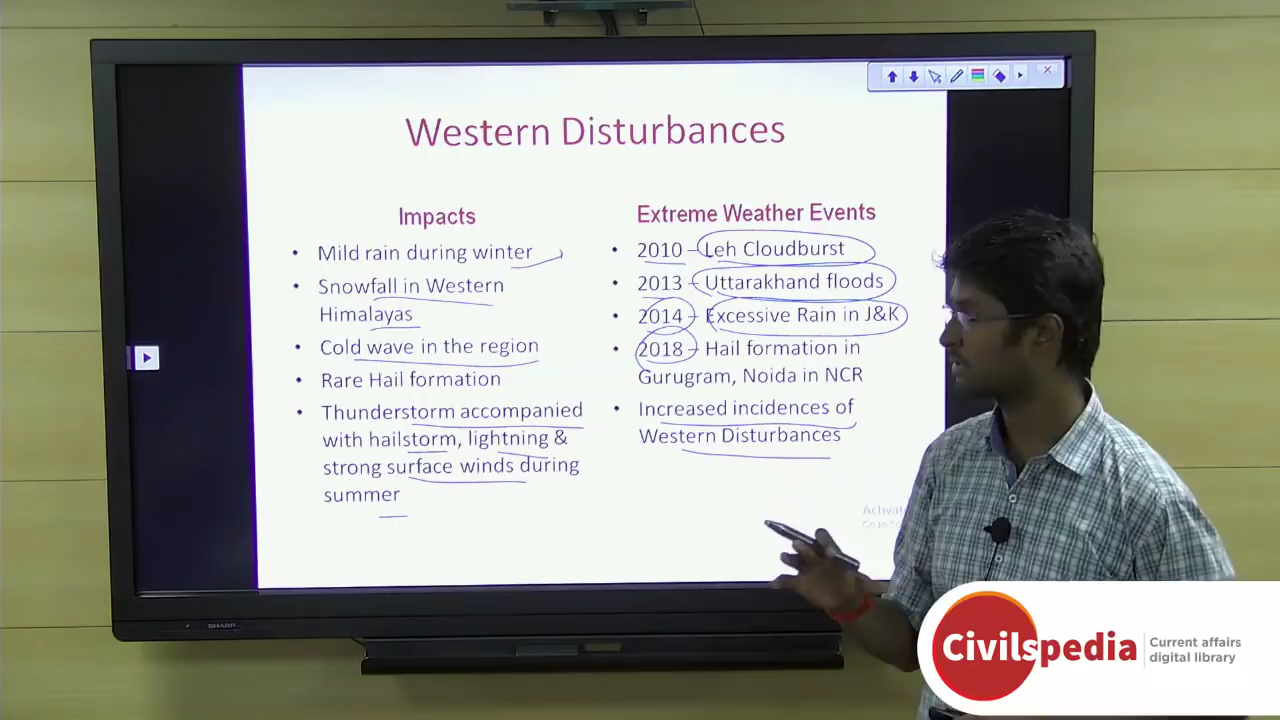 Western Disturbances
Impacts
• Mild rain during winter
• Snowfall in Western
Himalayas
• Cold wave in the region
• Rare Hail formation
• Thunderstorm accompanied
with hailstorm, lightning &
strong surface winds during
summer
Extreme Weather Events
• 2010 – Leh Cloudburst
• 2013 – Uttarakhand floods
• 2014 – Excessive Rain in J&K
• 2018 – Hail formation in
Gurugram, Noida in NCR
• Increased incidences of
Western Disturbances
SHARP
Civilspedia
Current affairs
digital library